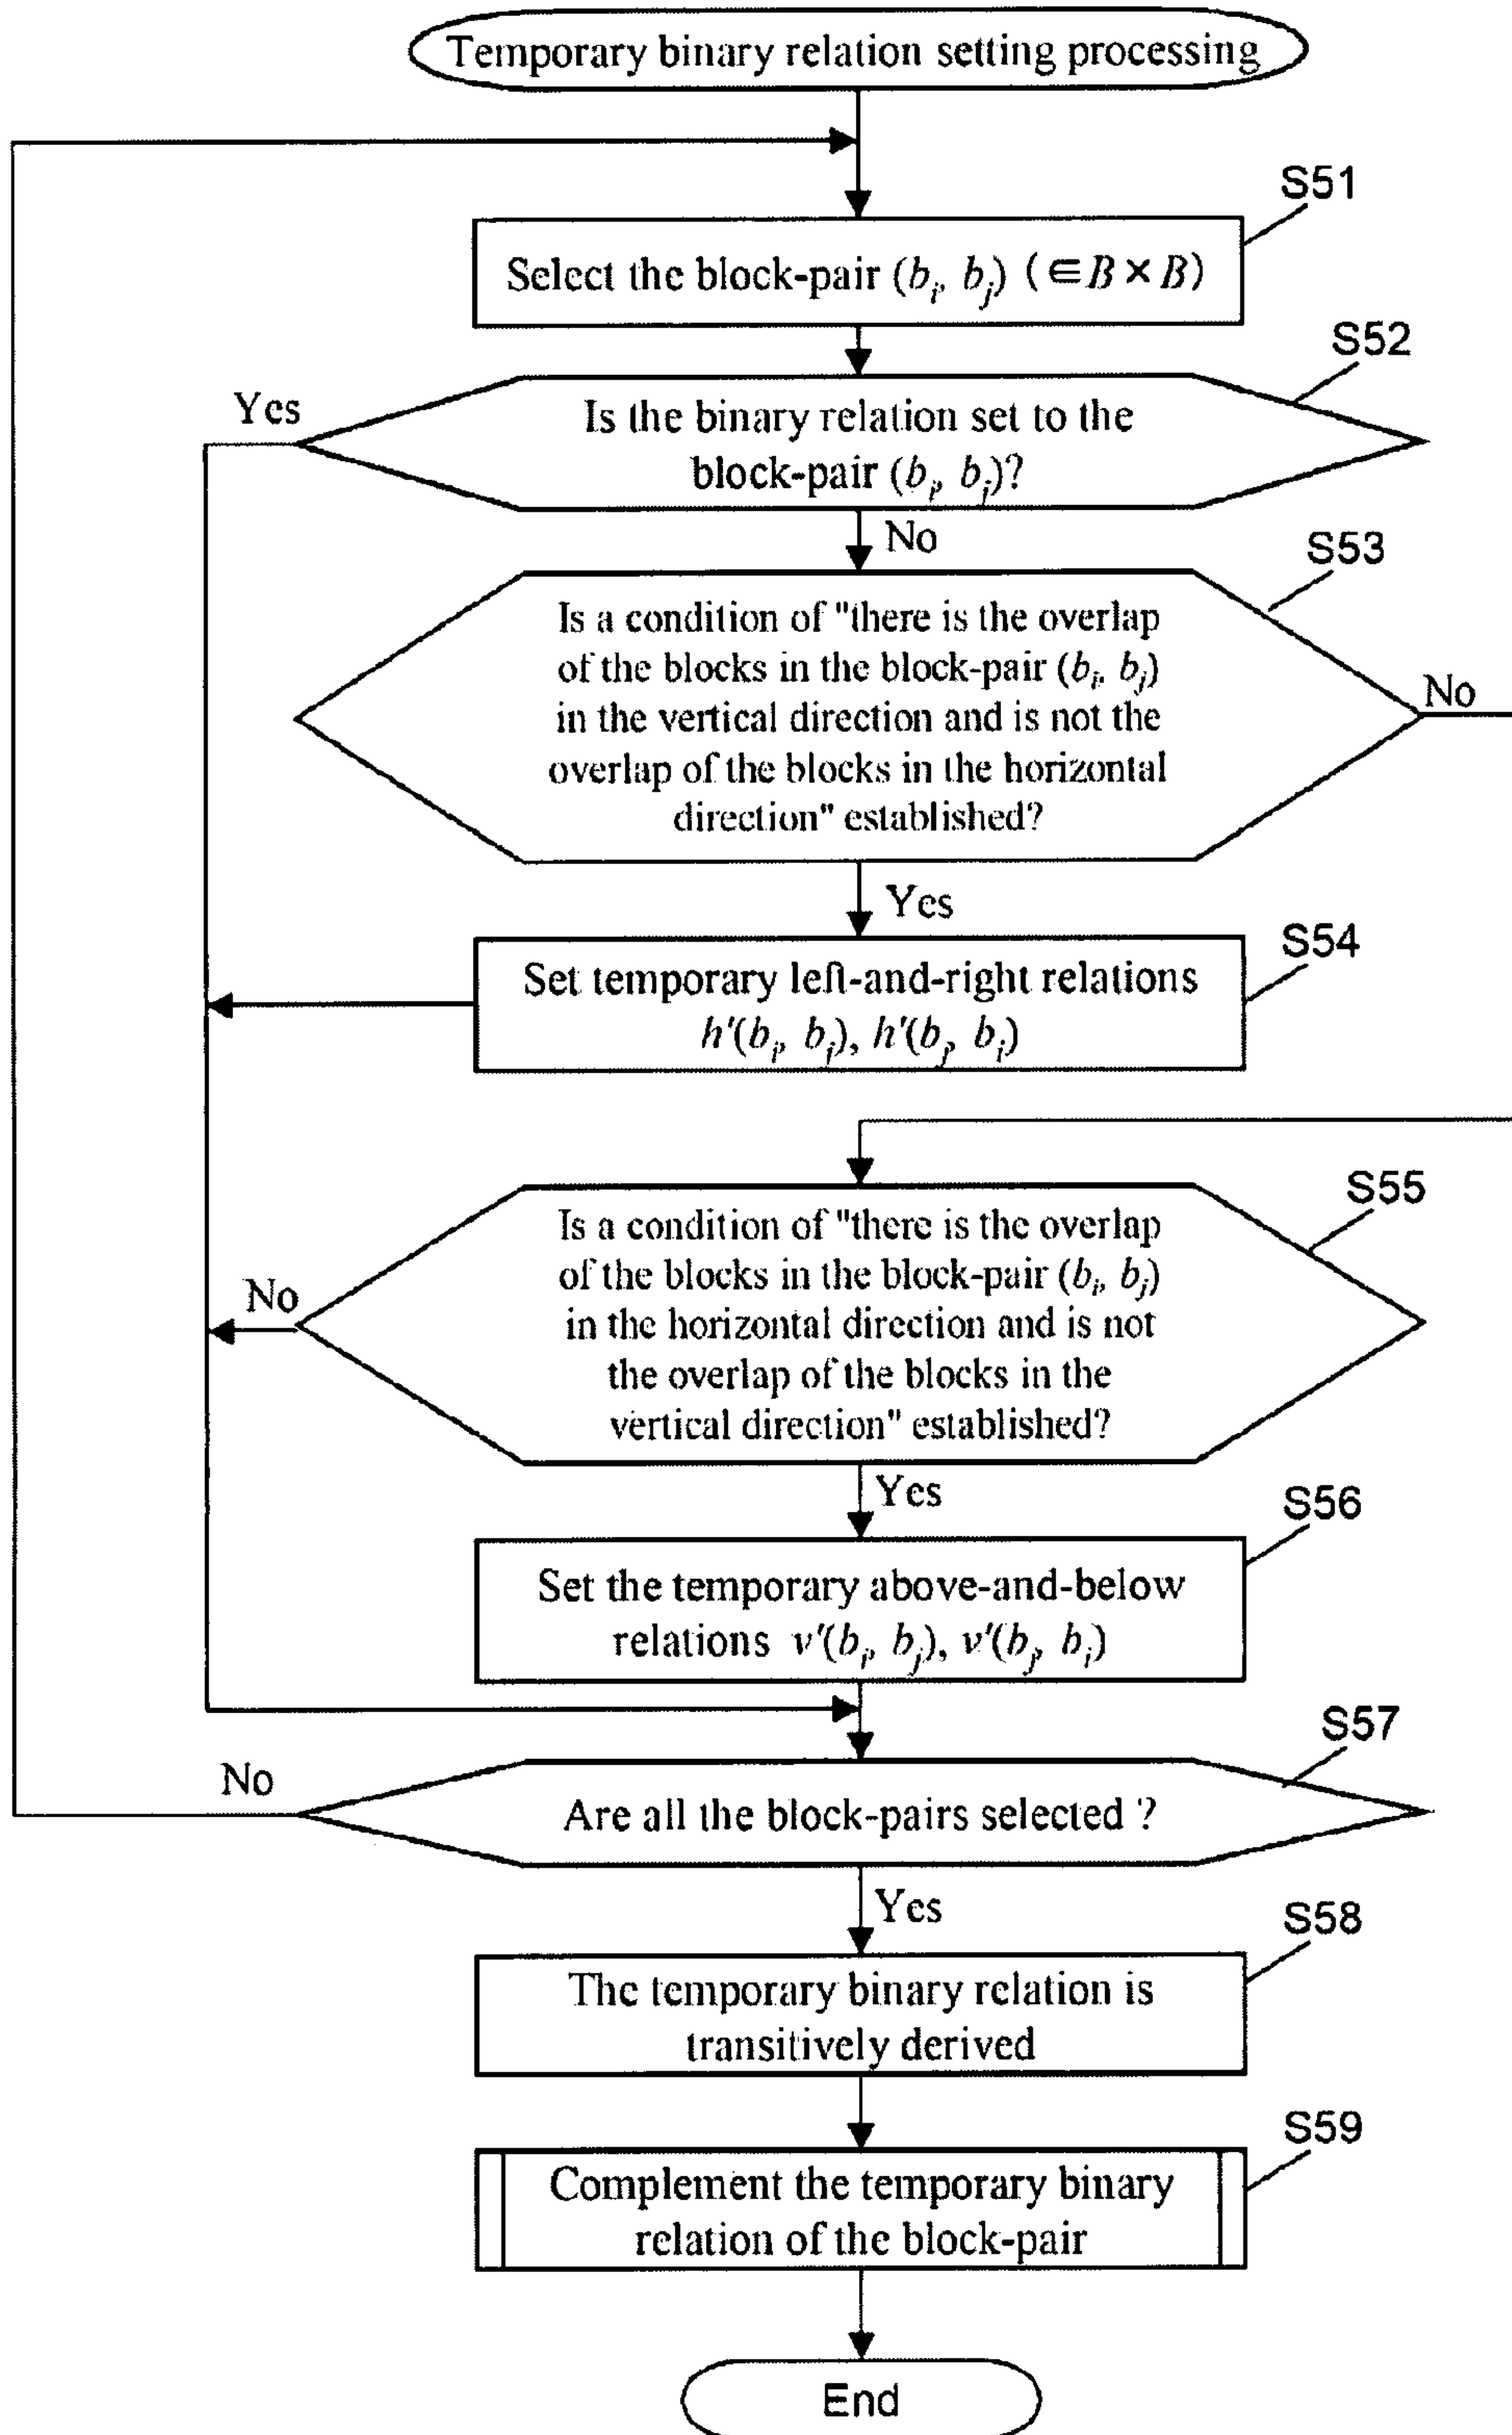 Temporary binary relation setting processing
S51
Select the block-pair (bi, bj) (∈B×B)
S52
Yes
Is the binary relation set to the
block-pair (bi, bj)?
No
S53
Is a condition of "there is the overlap
of the blocks in the block-pair (bi, bj)
in the vertical direction and is not the
overlap of the blocks in the horizontal
direction" established?
No
Yes
S54
Set temporary left-and-right relations
h'(bi, bj), h'(bj, bi)
S55
Is a condition of "there is the overlap
of the blocks in the block-pair (bi, bj)
in the horizontal direction and is not
the overlap of the blocks in the
vertical direction" established?
No
Yes
S56
Set the temporary above-and-below
relations v'(bi, bj), v'(bj, bi)
S57
No
Are all the block-pairs selected ?
Yes
S58
The temporary binary relation is
transitively derived
S59
Complement the temporary binary
relation of the block-pair
End